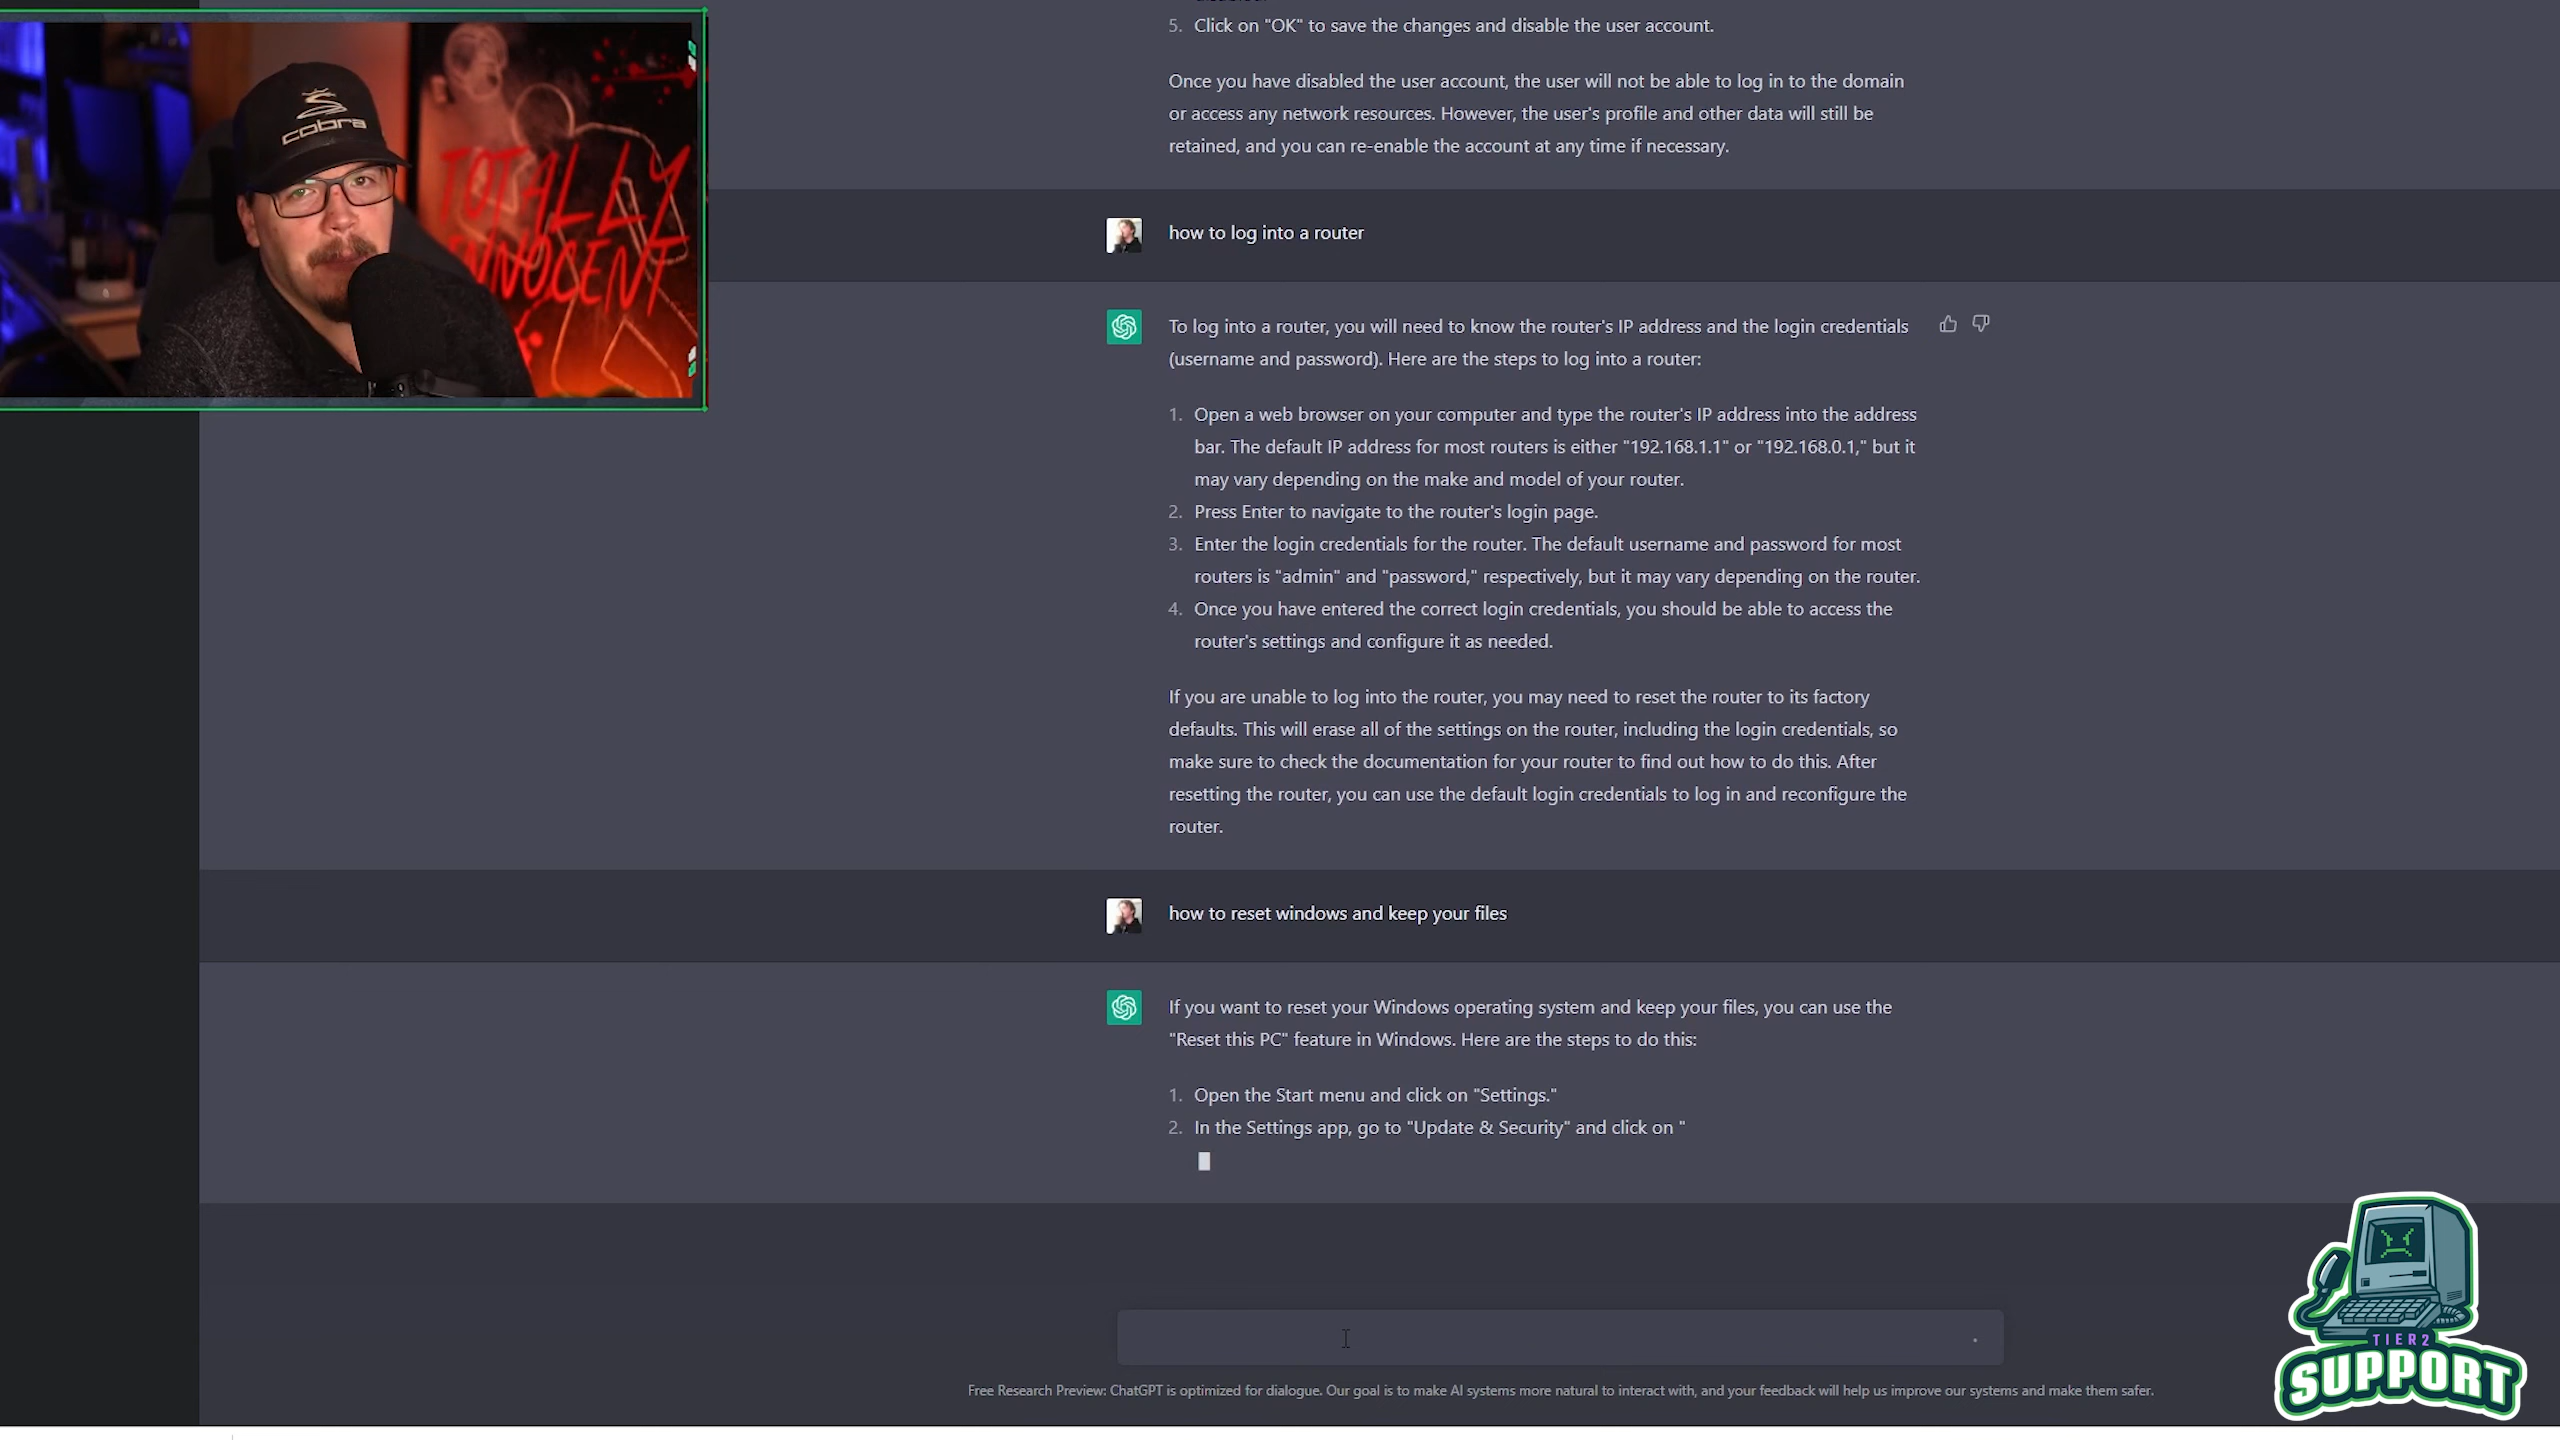 5. Click on "OK" to save the changes and disable the user account.
Once you have disabled the user account, the user will not be able to log in to the domain
or access any network resources. However, the user's profile and other data will still be
retained, and you can re-enable the account at any time if necessary.
cobra
TOTALLY
INNOCENT
how to log into a router
To log into a router, you will need to know the router's IP address and the login credentials
(username and password). Here are the steps to log into a router:
1. Open a web browser on your computer and type the router's IP address into the address
bar. The default IP address for most routers is either "192.168.1.1" or "192.168.0.1," but it
may vary depending on the make and model of your router.
2. Press Enter to navigate to the router's login page.
3. Enter the login credentials for the router. The default username and password for most
routers is "admin" and "password," respectively, but it may vary depending on the router.
4. Once you have entered the correct login credentials, you should be able to access the
router's settings and configure it as needed.
If you are unable to log into the router, you may need to reset the router to its factory
defaults. This will erase all of the settings on the router, including the login credentials, so
make sure to check the documentation for your router to find out how to do this. After
resetting the router, you can use the default login credentials to log in and reconfigure the
router.
how to reset windows and keep your files
If you want to reset your Windows operating system and keep your files, you can use the
"Reset this PC" feature in Windows. Here are the steps to do this:
1. Open the Start menu and click on "Settings."
2. In the Settings app, go to "Update & Security" and click on "
Free Research Preview: ChatGPT is optimized for dialogue. Our goal is to make AI systems more natural to interact with, and your feedback will help us improve our systems and make them safer.
TIER2
SUPPORT